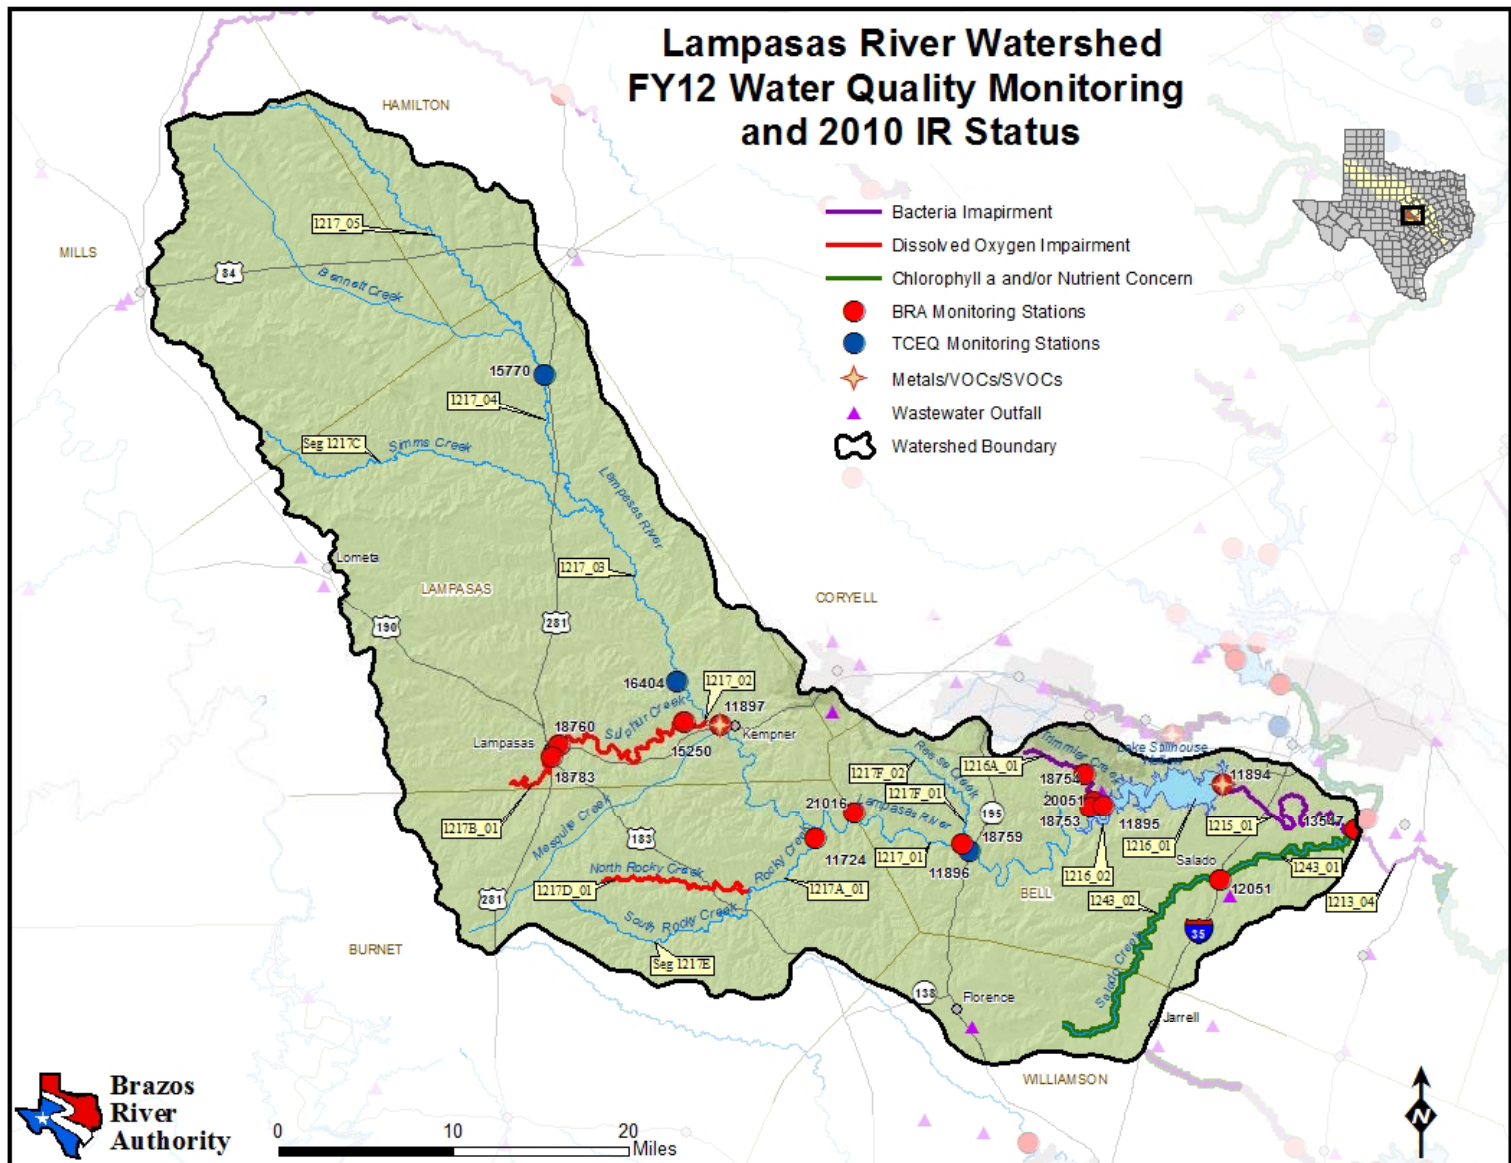 Lampasas River Watershed
FY12 Water Quality Monitoring
and 2010 IR Status
Bacteria Imapirment
Dissolved Oxygen Impairment
Chlorophyll a and/or Nutrient Concern
BRA Monitoring Stations
TCEQ Monitoring Stations
Metals/VOCs/SVOCs
Wastewater Outfall
Watershed Boundary
HAMILTON
MILLS
1217_05
84
Bennett Creek
15770
1217_04
Seg 1217C
Simms Creek
Lampasas River
Lometa
1217_03
LAMPASAS
CORYELL
190
281
16404
1217_02
11897
Sulphur Creek
18760
Lampasas
15250
Kempner
18783
1217B_01
Mesquite Creek
183
North Rocky Creek
1217D_01
281
South Rocky Creek
Seg 1217E
Rocky Creek
1217A_01
21016
11724
Lampasas River
1217_01
1217F_02
1217F_01
Reese Creek
195
18759
11896
1216A_01
Trimmier Creek
Lake Stillhouse
18754
20051
18753
11895
11894
1215_01
13547
1216_01
1216_02
Salado
1243_01
12051
1243_02
BELL
35
1213_04
Salado Creek
BURNET
138
Florence
Jarrell
WILLIAMSON
Brazos
River
Authority
0 10 20
Miles
N